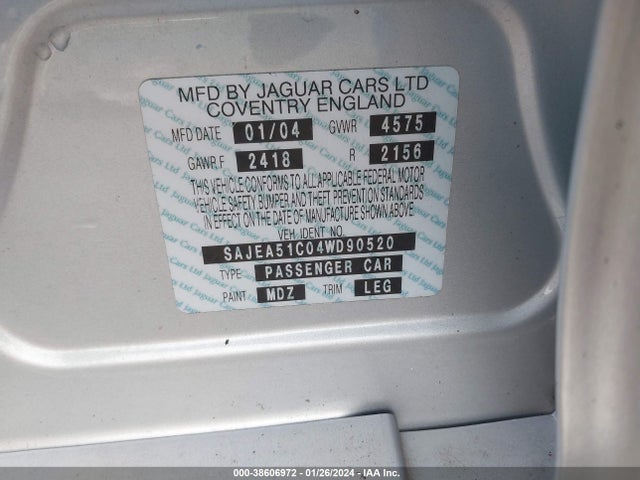 MFD BY JAGUAR CARS LTD
COVENTRY ENGLAND
MFD DATE 01/04 GVWR 4575
GAWR F 2418 R 2156
THIS VEHICLE CONFORMS TO ALL APPLICABLE FEDERAL MOTOR
VEHICLE SAFETY BUMPER AND THEFT PREVENTION STANDARDS
IN EFFECT ON THE DATE OF MANUFACTURE SHOWN ABOVE.
VEH. IDENT NO.
SAJEA51C04WD90520
TYPE PASSENGER CAR
PAINT MDZ TRIM LEG
000-38606972 - 01/26/2024 - IAA Inc.